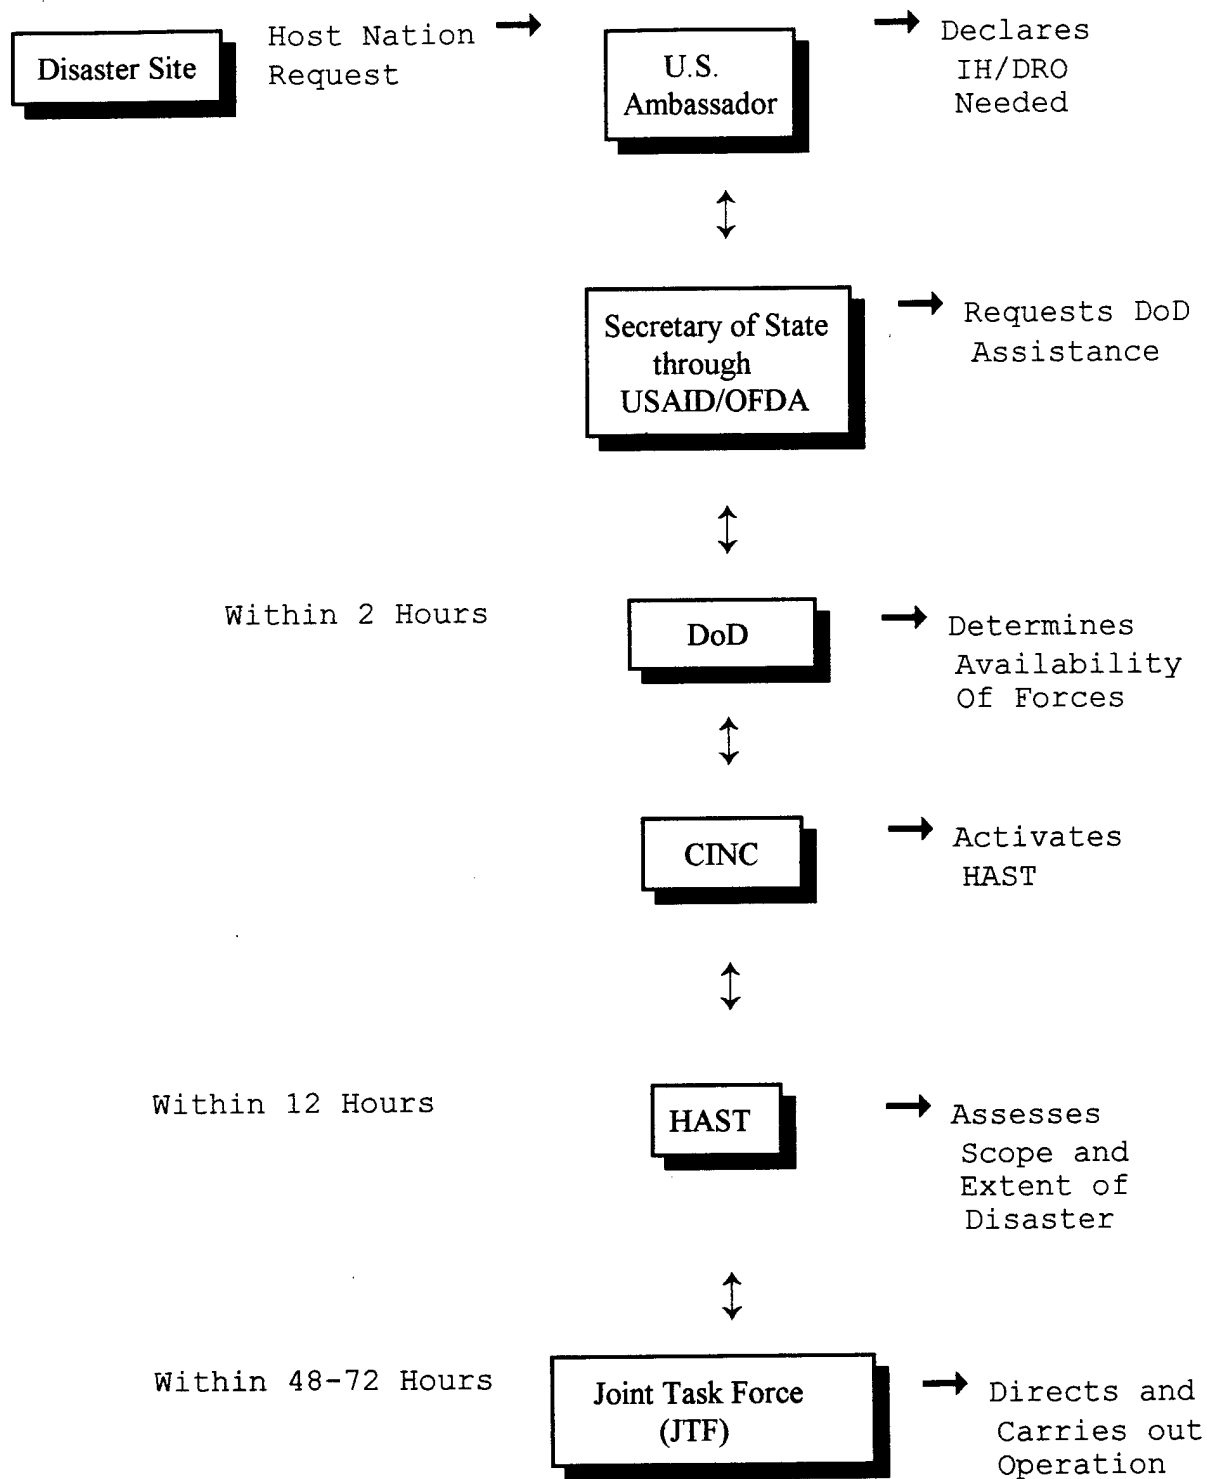 Disaster Site
Host Nation
Request
U.S.
Ambassador
Declares
IH/DRO
Needed
Secretary of State
through
USAID/OFDA
Requests DoD
Assistance
Within 2 Hours
DoD
Determines
Availability
Of Forces
CINC
Activates
HAST
Within 12 Hours
HAST
Assesses
Scope and
Extent of
Disaster
Within 48-72 Hours
Joint Task Force
(JTF)
Directs and
Carries out
Operation